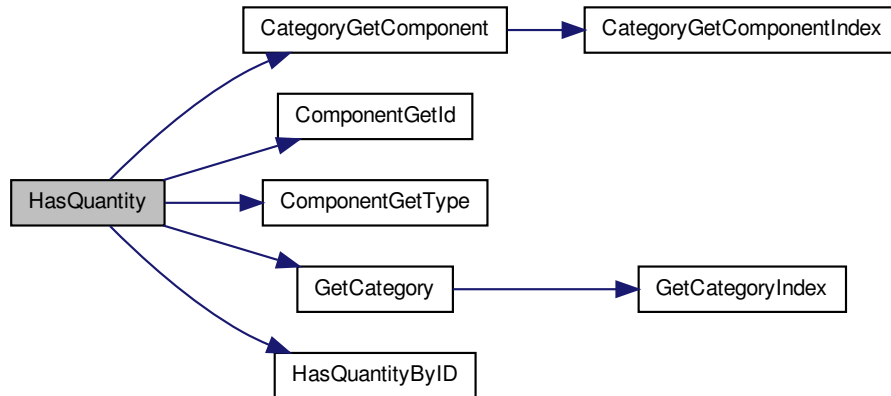 CategoryGetComponent
CategoryGetComponentIndex
ComponentGetId
HasQuantity
ComponentGetType
GetCategory
GetCategoryIndex
HasQuantityByID